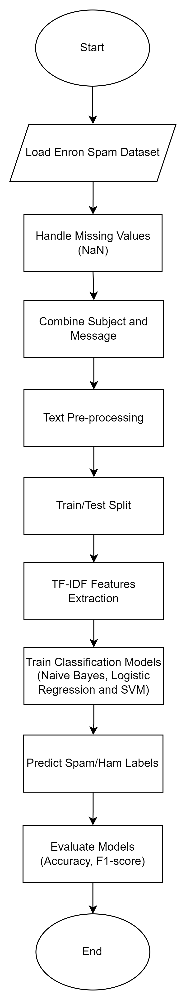 Start
Load Enron Spam Dataset
Handle Missing Values
(NaN)
Combine Subject and
Message
Text Pre-processing
Train/Test Split
TF-IDF Features
Extraction
Train Classification Models
(Naive Bayes, Logistic
Regression and SVM)
Predict Spam/Ham Labels
Evaluate Models
(Accuracy, F1-score)
End